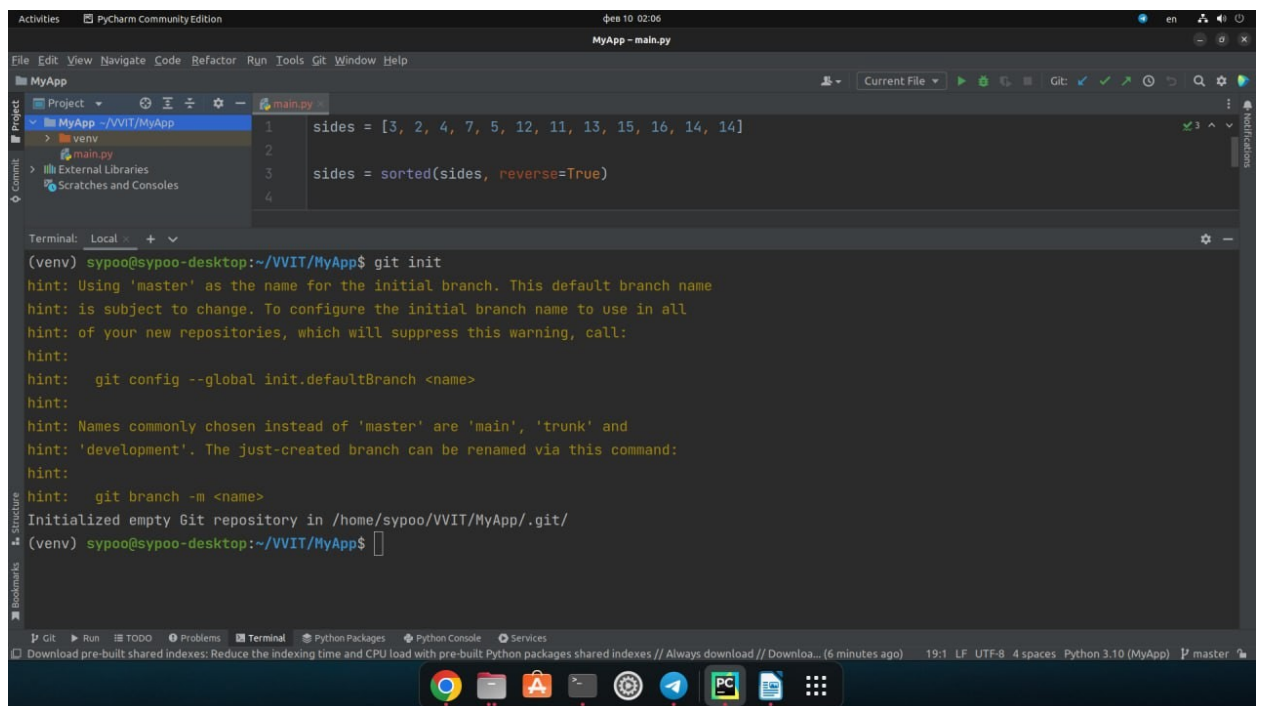 Activities PyCharm Community Edition фев 10 02:06 en
MyApp – main.py
File Edit View Navigate Code Refactor Run Tools Git Window Help
MyApp Current File Git:
Project main.py
MyApp ~/VVIT/MyApp
venv
main.py
External Libraries
Scratches and Consoles
1 sides = [3, 2, 4, 7, 5, 12, 11, 13, 15, 16, 14, 14]
2
3 sides = sorted(sides, reverse=True)
4
3
Project
Commit
Notifications
Terminal: Local
(venv) sypoo@sypoo-desktop:~/VVIT/MyApp$ git init
hint: Using 'master' as the name for the initial branch. This default branch name
hint: is subject to change. To configure the initial branch name to use in all
hint: of your new repositories, which will suppress this warning, call:
hint:
hint: git config --global init.defaultBranch <name>
hint:
hint: Names commonly chosen instead of 'master' are 'main', 'trunk' and
hint: 'development'. The just-created branch can be renamed via this command:
hint:
hint: git branch -m <name>
Initialized empty Git repository in /home/sypoo/VVIT/MyApp/.git/
(venv) sypoo@sypoo-desktop:~/VVIT/MyApp$
Structure
Bookmarks
Git Run TODO Problems Terminal Python Packages Python Console Services
Download pre-built shared indexes: Reduce the indexing time and CPU load with pre-built Python packages shared indexes // Always download // Downloa... (6 minutes ago) 19:1 LF UTF-8 4 spaces Python 3.10 (MyApp) master
PC